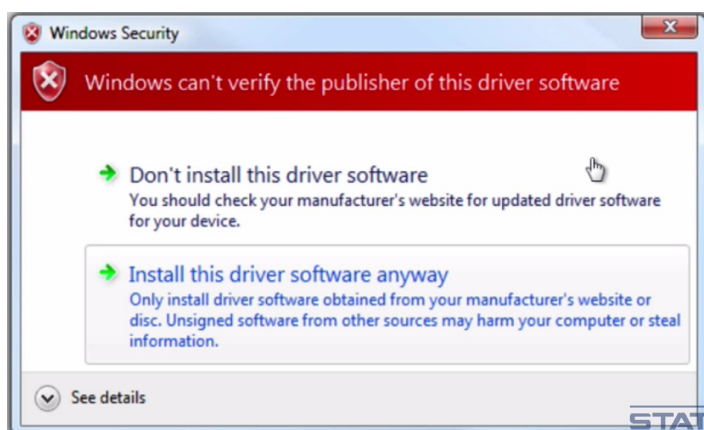 Windows Security
Windows can't verify the publisher of this driver software
Don't install this driver software
You should check your manufacturer's website for updated driver software
for your device.
Install this driver software anyway
Only install driver software obtained from your manufacturer's website or
disc. Unsigned software from other sources may harm your computer or steal
information.
See details
STAT